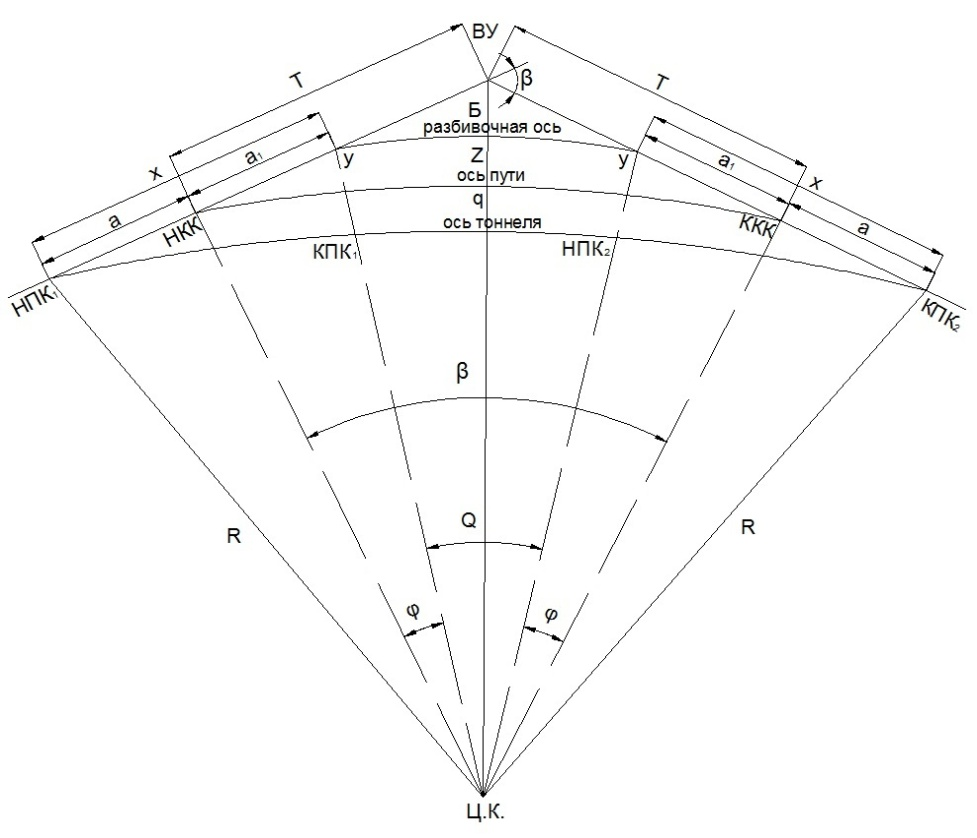 ВУ
T
T
β
Б
разбивочная ось
a₁
y
Z
y
a₁
x
x
ось пути
a
q
a
НКК
ось тоннеля
ККК
КПК₁
НПК₂
НПК₁
КПК₂
β
Q
R
R
φ
φ
Ц.К.